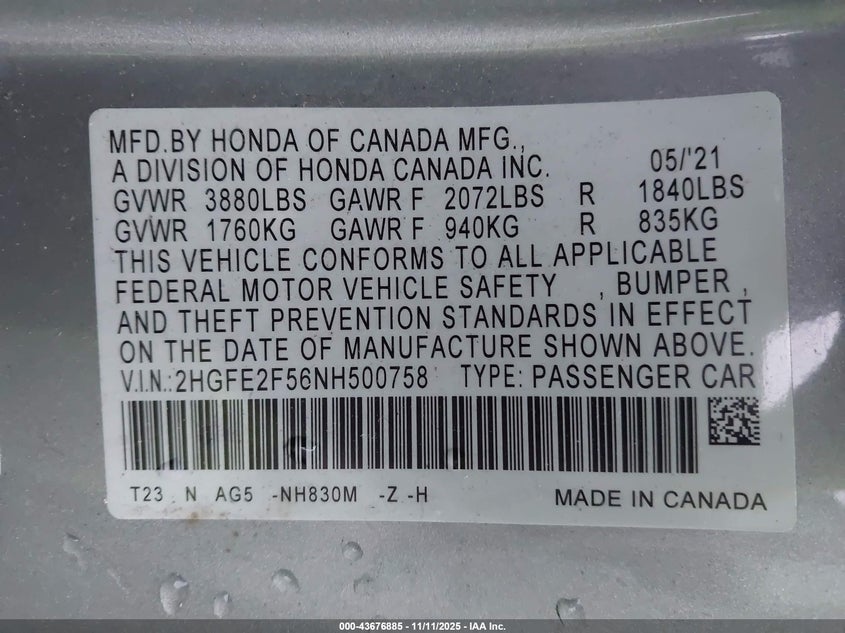 MFD.BY HONDA OF CANADA MFG.,
A DIVISION OF HONDA CANADA INC. 05/'21
GVWR 3880LBS GAWR F 2072LBS R 1840LBS
GVWR 1760KG GAWR F 940KG R 835KG
THIS VEHICLE CONFORMS TO ALL APPLICABLE
FEDERAL MOTOR VEHICLE SAFETY , BUMPER ,
AND THEFT PREVENTION STANDARDS IN EFFECT
ON THE DATE OF MANUFACTURE SHOWN ABOVE.
V.I.N.:2HGFE2F56NH500758 TYPE: PASSENGER CAR
T23 N AG5 -NH830M -Z -H MADE IN CANADA
000-43676885 - 11/11/2025 - IAA Inc.